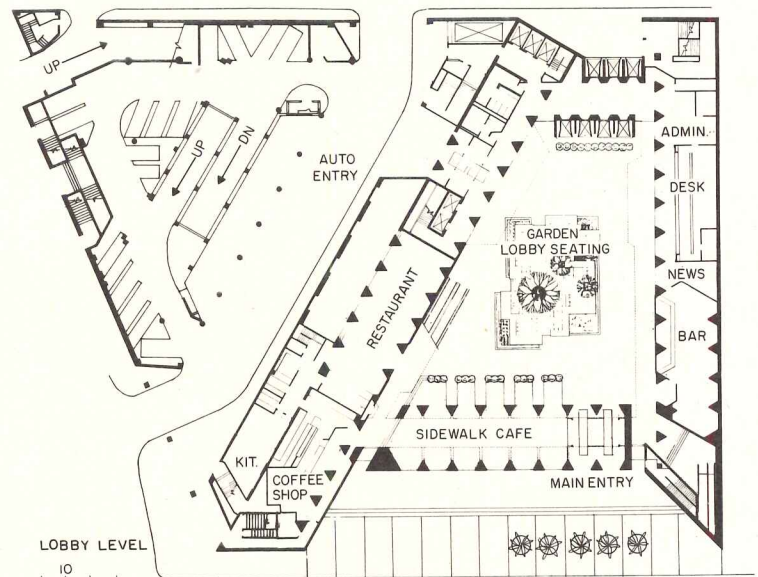 UP
UP
DN
AUTO
ENTRY
ADMIN.
DESK
GARDEN
LOBBY SEATING
NEWS
RESTAURANT
BAR
SIDEWALK CAFE
KIT.
COFFEE
SHOP
MAIN ENTRY
LOBBY LEVEL
10